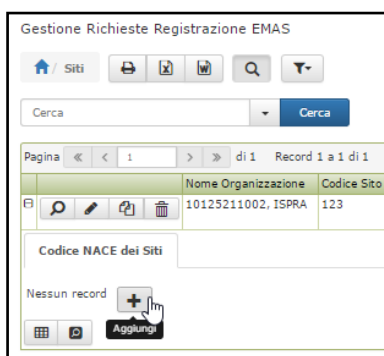 Gestione Richieste Registrazione EMAS
/ Siti
Cerca Cerca
Pagina « < 1 > » di 1 Record 1 a 1 di 1
Nome Organizzazione Codice Sito
10125211002, ISPRA 123
Codice NACE dei Siti
Nessun record +
Aggiungi